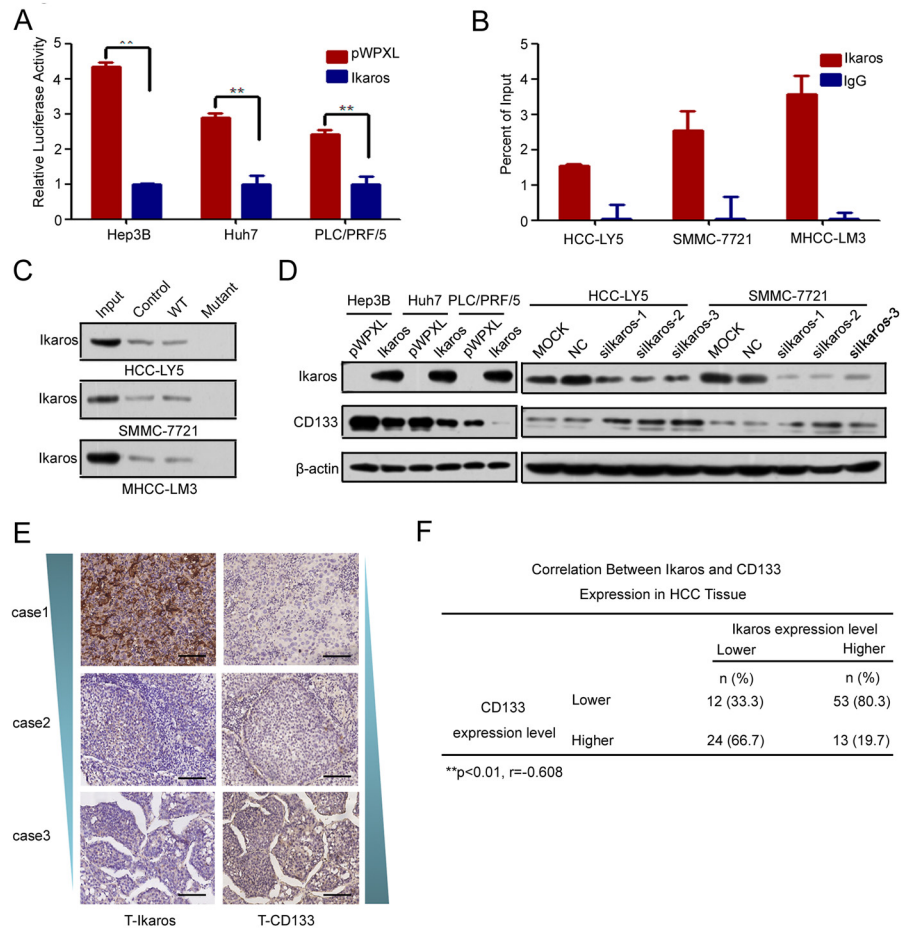 A
Relative Luciferase Activity
5
4
3
2
1
0
**
**
**
pWPXL
Ikaros
Hep3B
Huh7
PLC/PRF/5
B
Percent of Input
5
4
3
2
1
0
Ikaros
IgG
HCC-LY5
SMMC-7721
MHCC-LM3
C
Input
Control
WT
Mutant
Ikaros
HCC-LY5
Ikaros
SMMC-7721
Ikaros
MHCC-LM3
D
Hep3B
Huh7
PLC/PRF/5
HCC-LY5
SMMC-7721
pWPXL
Ikaros
pWPXL
Ikaros
pWPXL
Ikaros
MOCK
NC
siIkaros-1
siIkaros-2
siIkaros-3
MOCK
NC
siIkaros-1
siIkaros-2
siIkaros-3
Ikaros
CD133
β-actin
E
case1
case2
case3
T-Ikaros
T-CD133
F
Correlation Between Ikaros and CD133
Expression in HCC Tissue
Ikaros expression level
Lower Higher
n (%) n (%)
CD133
expression level
Lower 12 (33.3) 53 (80.3)
Higher 24 (66.7) 13 (19.7)
**p<0.01, r=-0.608